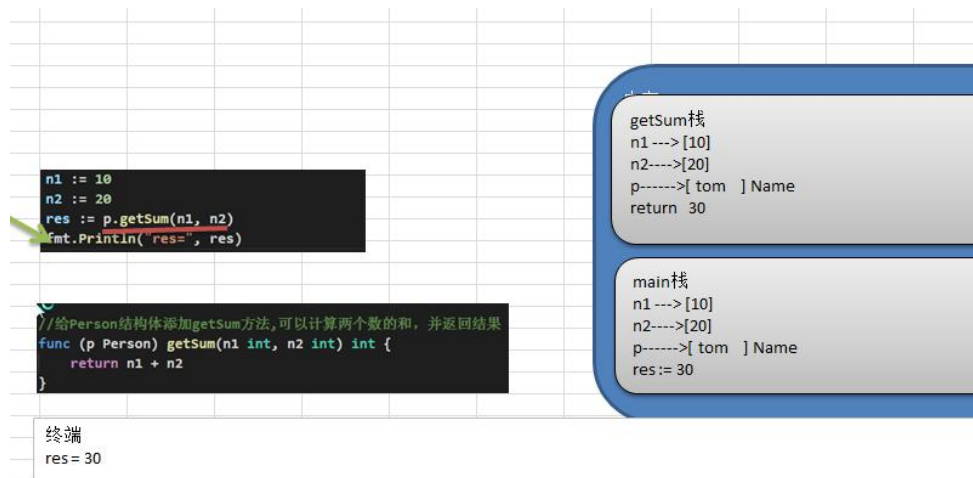 n1 := 10
n2 := 20
res := p.getSum(n1, n2)
fmt.Println("res=", res)
//给Person结构体添加getSum方法,可以计算两个数的和，并返回结果
func (p Person) getSum(n1 int, n2 int) int {
return n1 + n2
}
终端
res = 30
getSum栈
n1 ---> [10]
n2---->[20]
p------>[ tom ] Name
return 30
main栈
n1 ---> [10]
n2---->[20]
p------>[ tom ] Name
res := 30